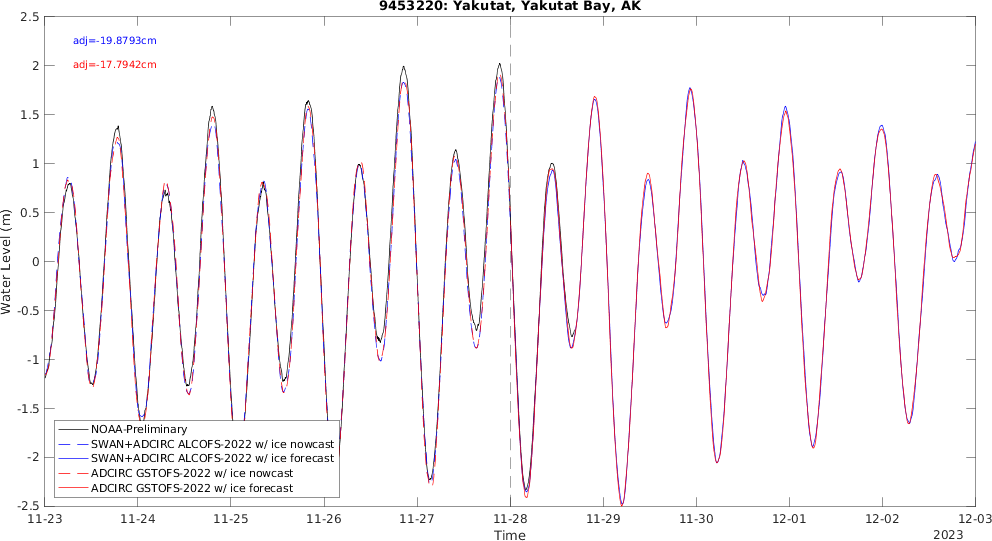 9453220: Yakutat, Yakutat Bay, AK
adj=-19.8793cm
adj=-17.7942cm
2.5
2
1.5
1
0.5
0
-0.5
-1
-1.5
-2
-2.5
Water Level (m)
NOAA-Preliminary
SWAN+ADCIRC ALCOFS-2022 w/ ice nowcast
SWAN+ADCIRC ALCOFS-2022 w/ ice forecast
ADCIRC GSTOFS-2022 w/ ice nowcast
ADCIRC GSTOFS-2022 w/ ice forecast
11-23 11-24 11-25 11-26 11-27 11-28 11-29 11-30 12-01 12-02 12-03
Time
2023